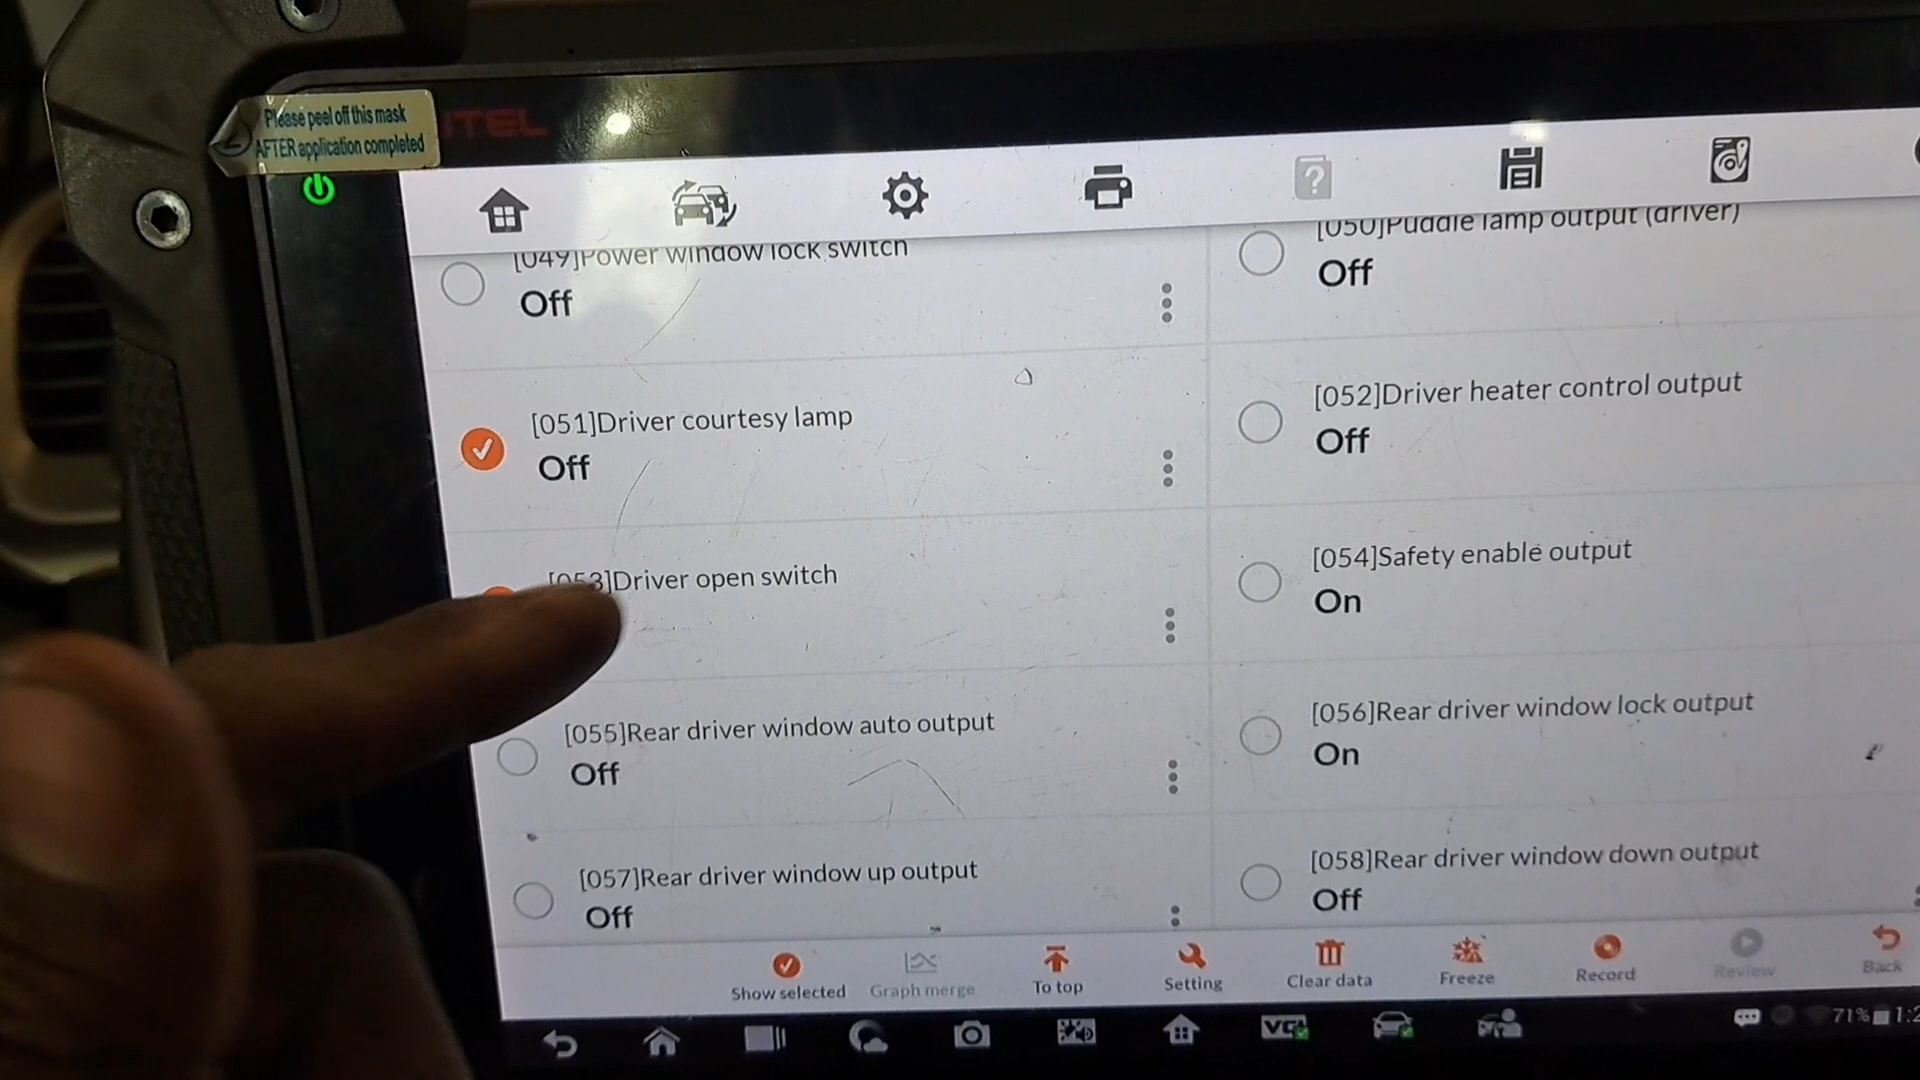 Please peel off this mask
AFTER application completed
[049]Power window lock switch
Off
[050]Puddle lamp output (driver)
Off
[051]Driver courtesy lamp
Off
[052]Driver heater control output
Off
[053]Driver open switch
[054]Safety enable output
On
[055]Rear driver window auto output
Off
[056]Rear driver window lock output
On
[057]Rear driver window up output
Off
[058]Rear driver window down output
Off
Show selected
Graph merge
To top
Setting
Clear data
Freeze
Record
Review
Back
VCI
71%